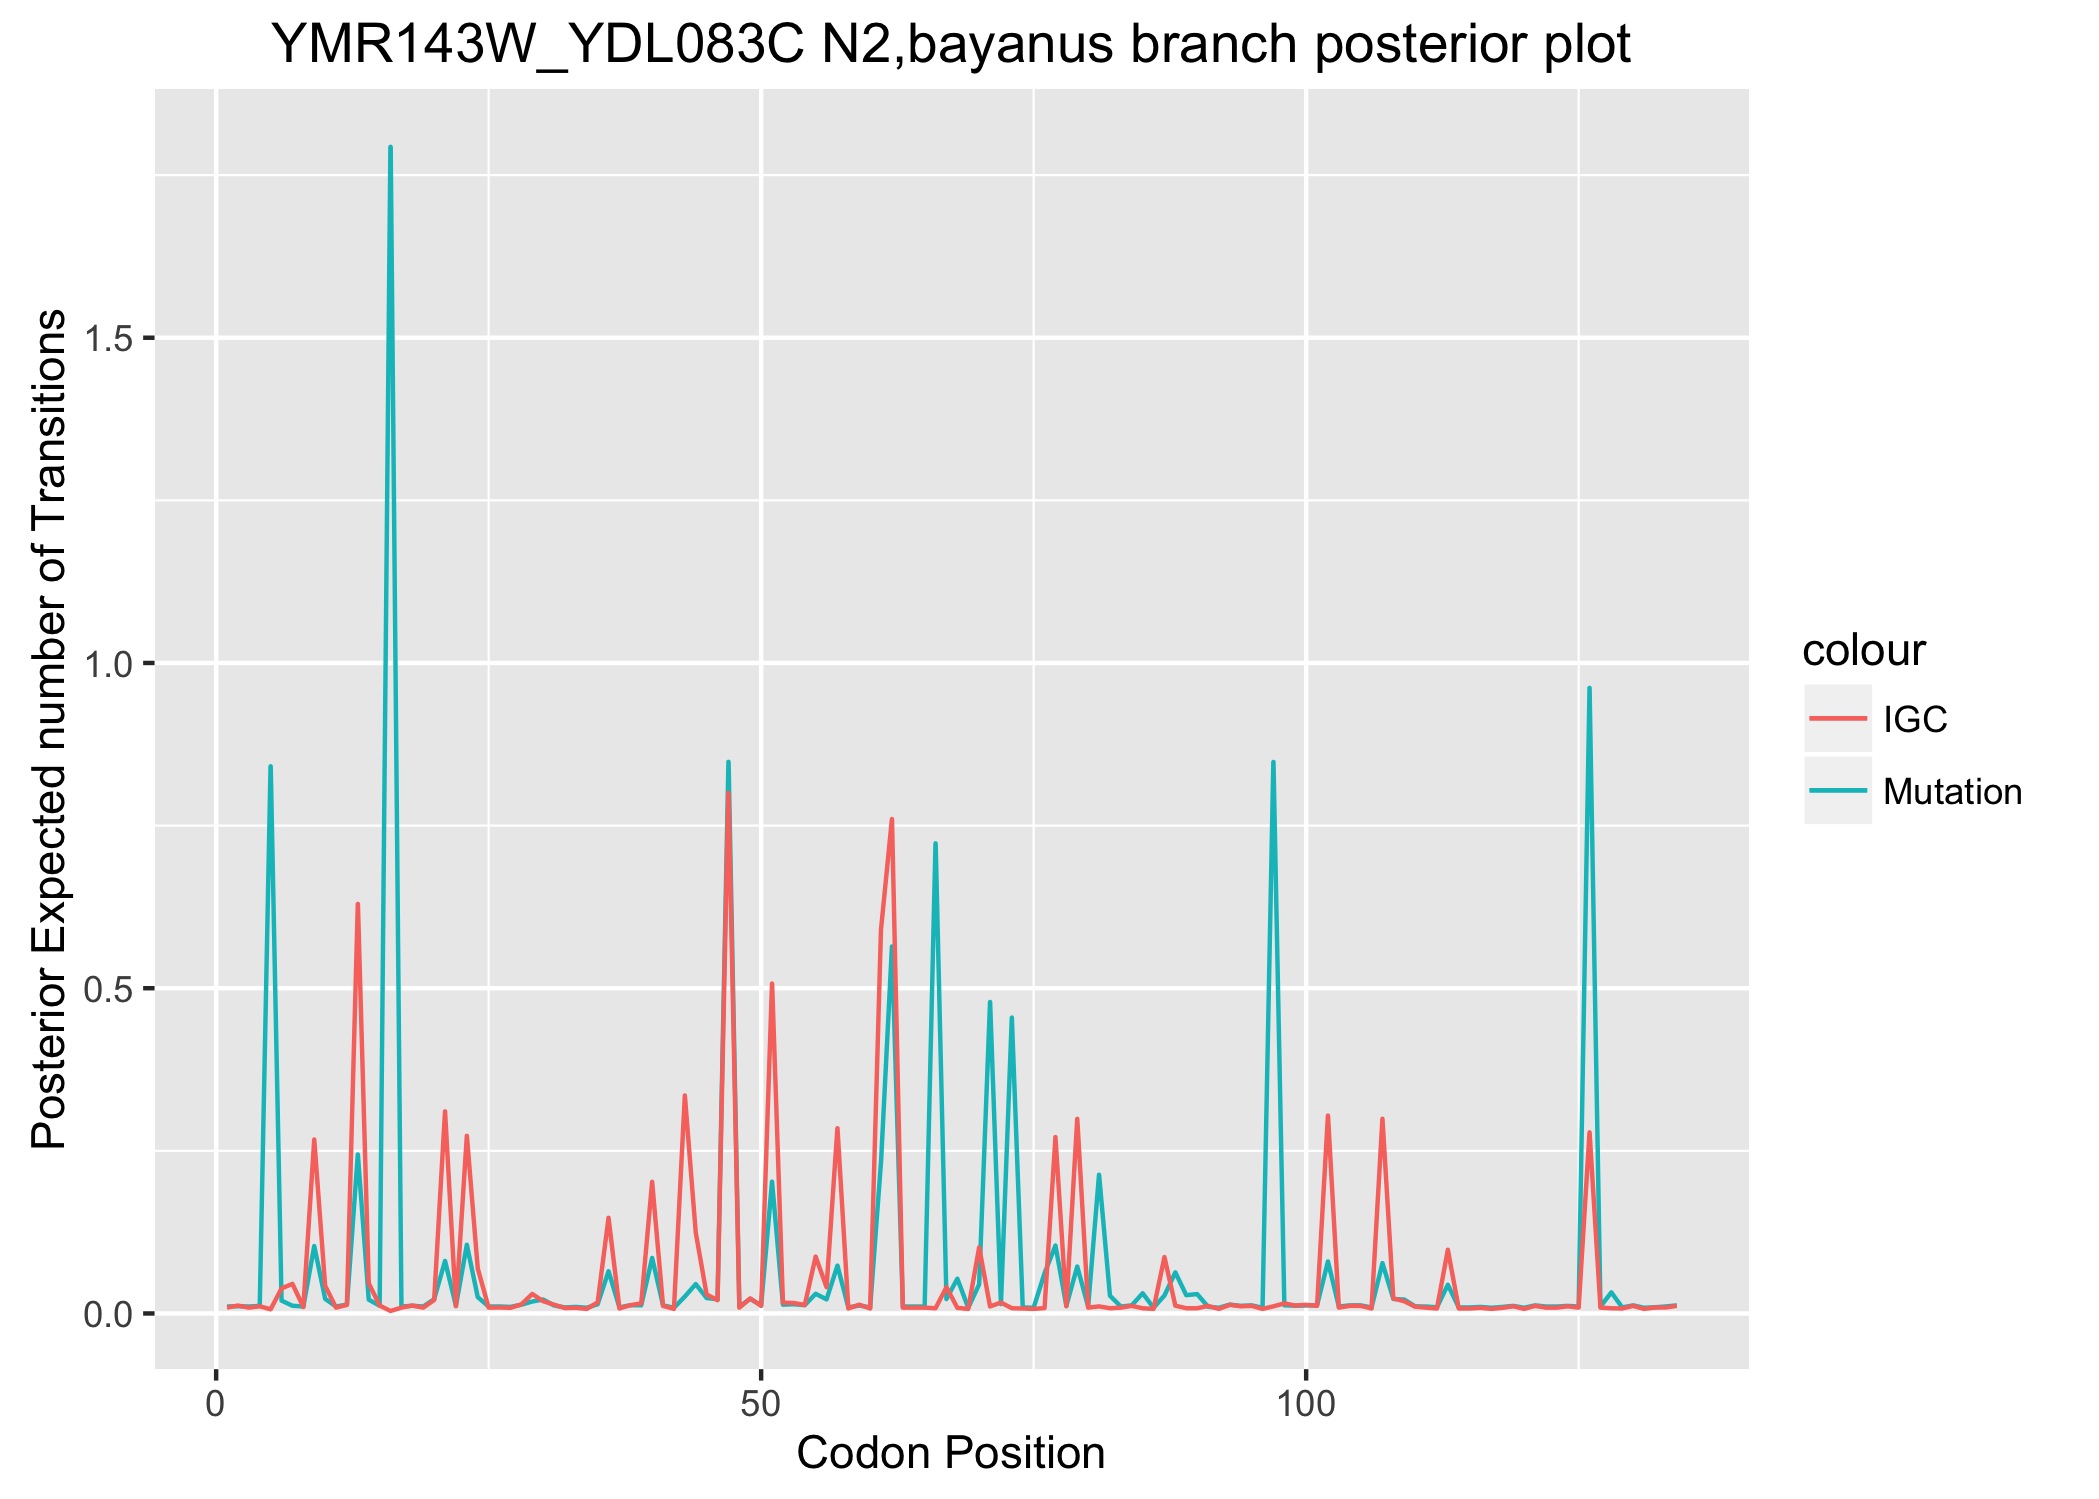 YMR143W_YDL083C N2,bayanus branch posterior plot
Posterior Expected number of Transitions
1.5
1.0
0.5
0.0
0
50
100
Codon Position
colour
IGC
Mutation